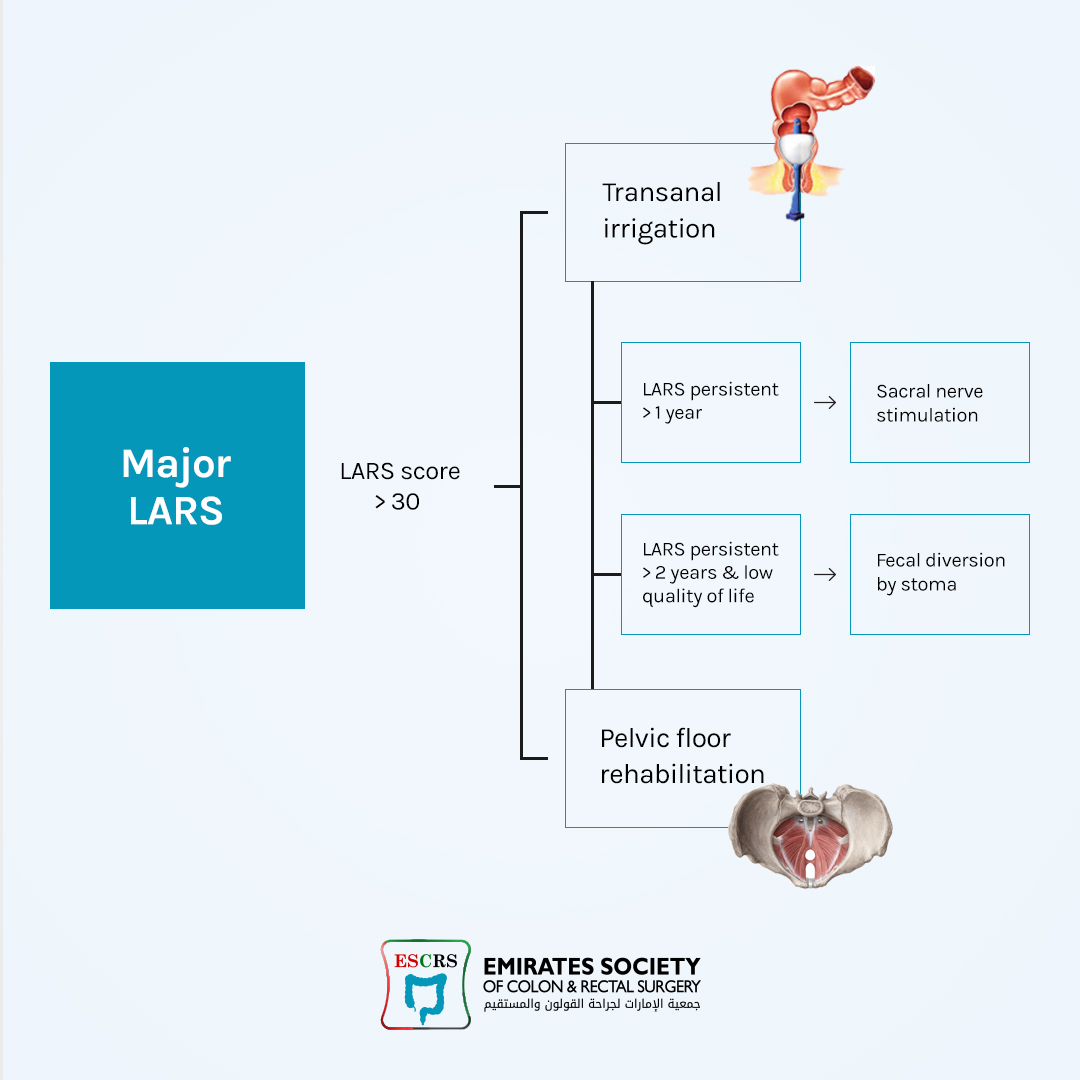 Major
LARS
LARS score
> 30
Transanal
irrigation
LARS persistent
> 1 year
Sacral nerve
stimulation
LARS persistent
> 2 years & low
quality of life
Fecal diversion
by stoma
Pelvic floor
rehabilitation
ESCRS
EMIRATES SOCIETY
OF COLON & RECTAL SURGERY
جمعية الإمارات لجراحة القولون والمستقيم